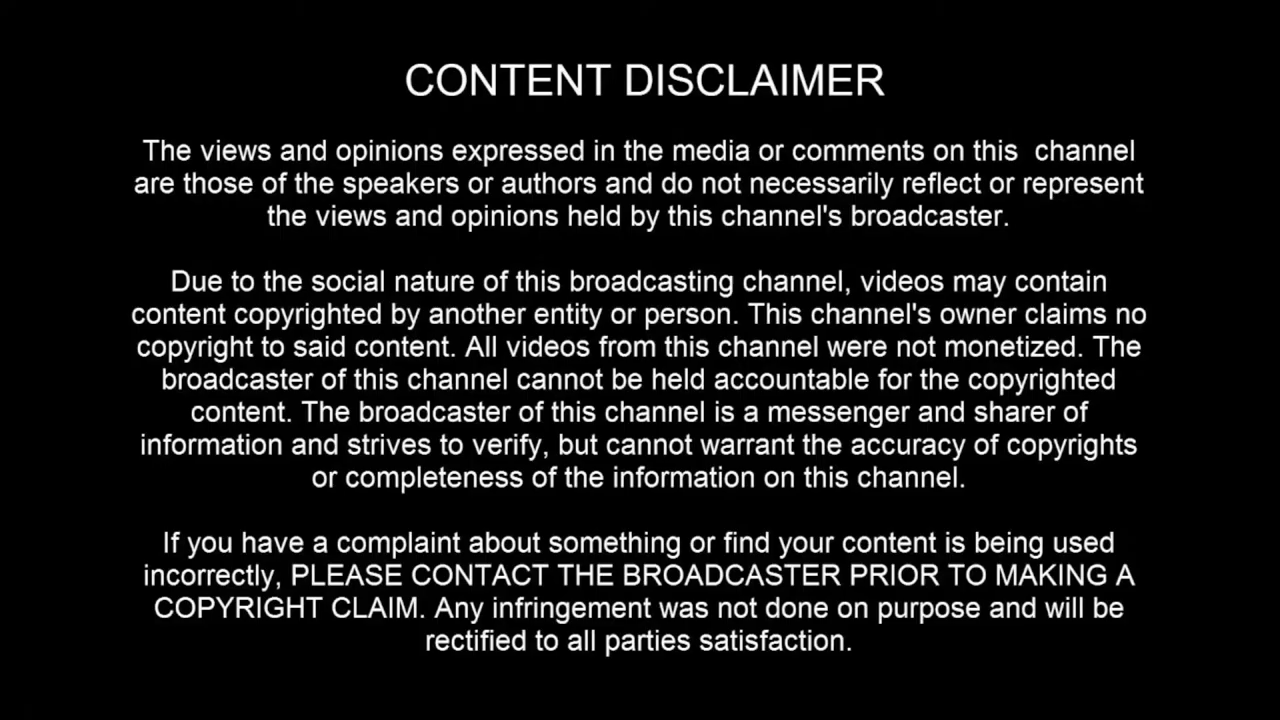 CONTENT DISCLAIMER
The views and opinions expressed in the media or comments on this  channel
are those of the speakers or authors and do not necessarily reflect or represent
the views and opinions held by this channel's broadcaster.
Due to the social nature of this broadcasting channel, videos may contain
content copyrighted by another entity or person. This channel's owner claims no
copyright to said content. All videos from this channel were not monetized. The
broadcaster of this channel cannot be held accountable for the copyrighted
content. The broadcaster of this channel is a messenger and sharer of
information and strives to verify, but cannot warrant the accuracy of copyrights
or completeness of the information on this channel.
If you have a complaint about something or find your content is being used
incorrectly, PLEASE CONTACT THE BROADCASTER PRIOR TO MAKING A
COPYRIGHT CLAIM. Any infringement was not done on purpose and will be
rectified to all parties satisfaction.